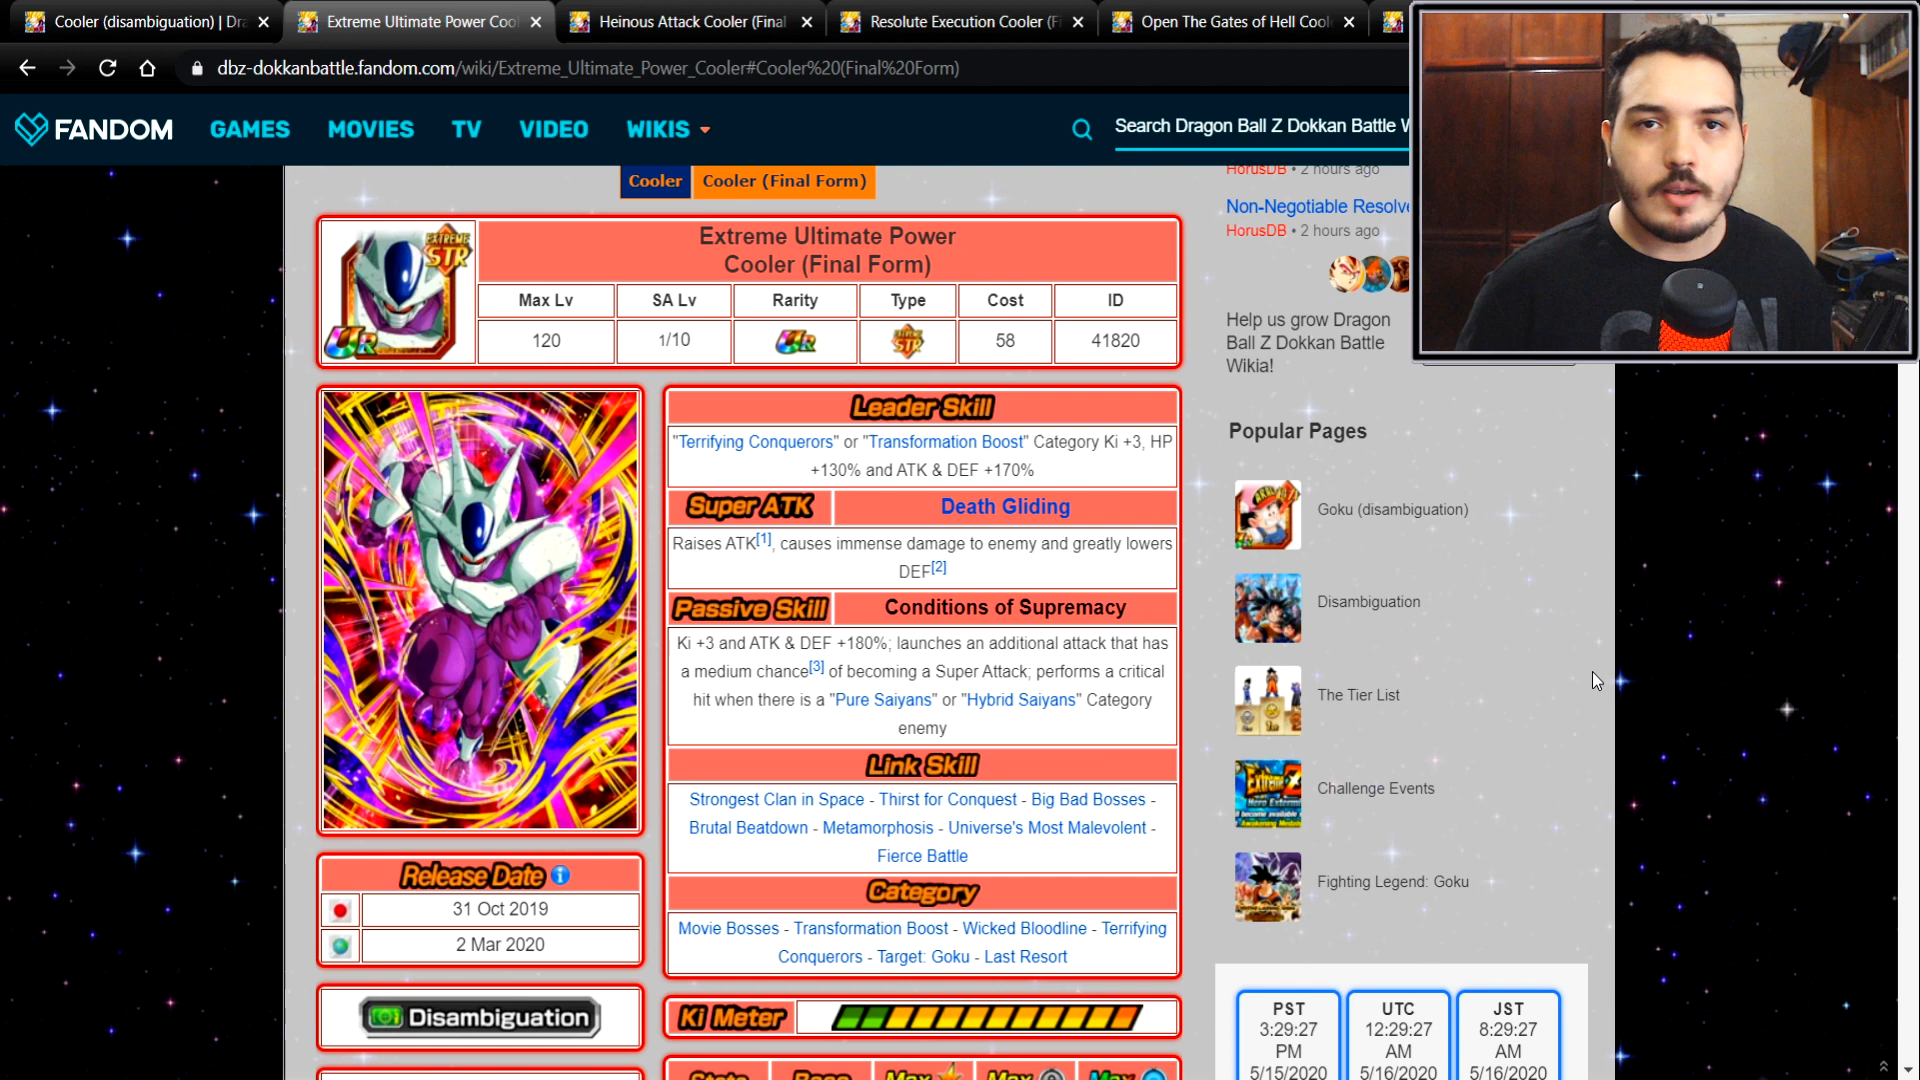 Cooler (disambiguation) | Dra
Extreme Ultimate Power Cool
Heinous Attack Cooler (Final
Resolute Execution Cooler (F
Open The Gates of Hell Cool
dbz-dokkanbattle.fandom.com/wiki/Extreme_Ultimate_Power_Cooler#Cooler%20(Final%20Form)
FANDOM GAMES MOVIES TV VIDEO WIKIS
Search Dragon Ball Z Dokkan Battle W
Cooler Cooler (Final Form)
Extreme Ultimate Power
Cooler (Final Form)
EXTREME
STR
UR
Max Lv SA Lv Rarity Type Cost ID
120 1/10 UR EXTREME STR 58 41820
Leader Skill
"Terrifying Conquerors" or "Transformation Boost" Category Ki +3, HP
+130% and ATK & DEF +170%
Super ATK Death Gliding
Raises ATK[1], causes immense damage to enemy and greatly lowers
DEF[2]
Passive Skill Conditions of Supremacy
Ki +3 and ATK & DEF +180%; launches an additional attack that has
a medium chance[3] of becoming a Super Attack; performs a critical
hit when there is a "Pure Saiyans" or "Hybrid Saiyans" Category
enemy
Link Skill
Strongest Clan in Space - Thirst for Conquest - Big Bad Bosses -
Brutal Beatdown - Metamorphosis - Universe's Most Malevolent -
Fierce Battle
Category
Movie Bosses - Transformation Boost - Wicked Bloodline - Terrifying
Conquerors - Target: Goku - Last Resort
Ki Meter
Release Date
31 Oct 2019
2 Mar 2020
Disambiguation
HorusDB • 2 hours ago
Non-Negotiable Resolve
HorusDB • 2 hours ago
Help us grow Dragon
Ball Z Dokkan Battle
Wikia!
Popular Pages
Goku (disambiguation)
Disambiguation
The Tier List
Challenge Events
Fighting Legend: Goku
PST
3:29:27
PM
5/15/2020
UTC
12:29:27
AM
5/16/2020
JST
8:29:27
AM
5/16/2020